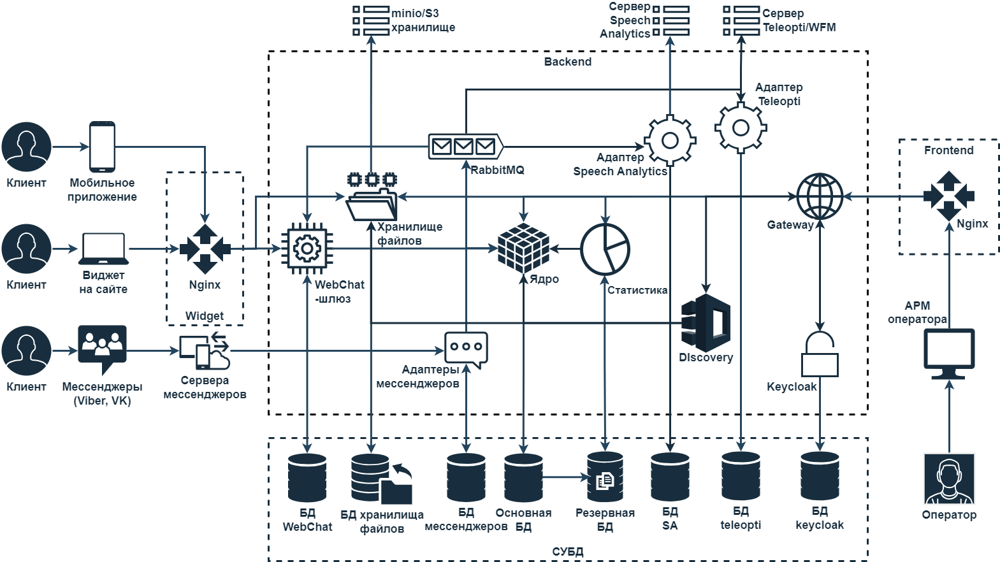 minio/S3
хранилище
Сервер
Speech
Analytics
Сервер
Teleopti/WFM
Backend
Адаптер
Teleopti
Адаптер
Speech Analytics
RabbitMQ
Frontend
Nginx
Gateway
Клиент
Мобильное
приложение
Хранилище
файлов
Клиент
Виджет
на сайте
Nginx
Widget
WebChat
-шлюз
Ядро
Статистика
DIscovery
Keycloak
АРМ
оператора
Клиент
Мессенджеры
(Viber, VK)
Сервера
мессенджеров
Адаптеры
мессенджеров
БД
WebChat
БД хранилища
файлов
БД
мессенджеров
Основная
БД
Резервная
БД
БД
SA
БД
teleopti
БД
keycloak
Оператор
СУБД